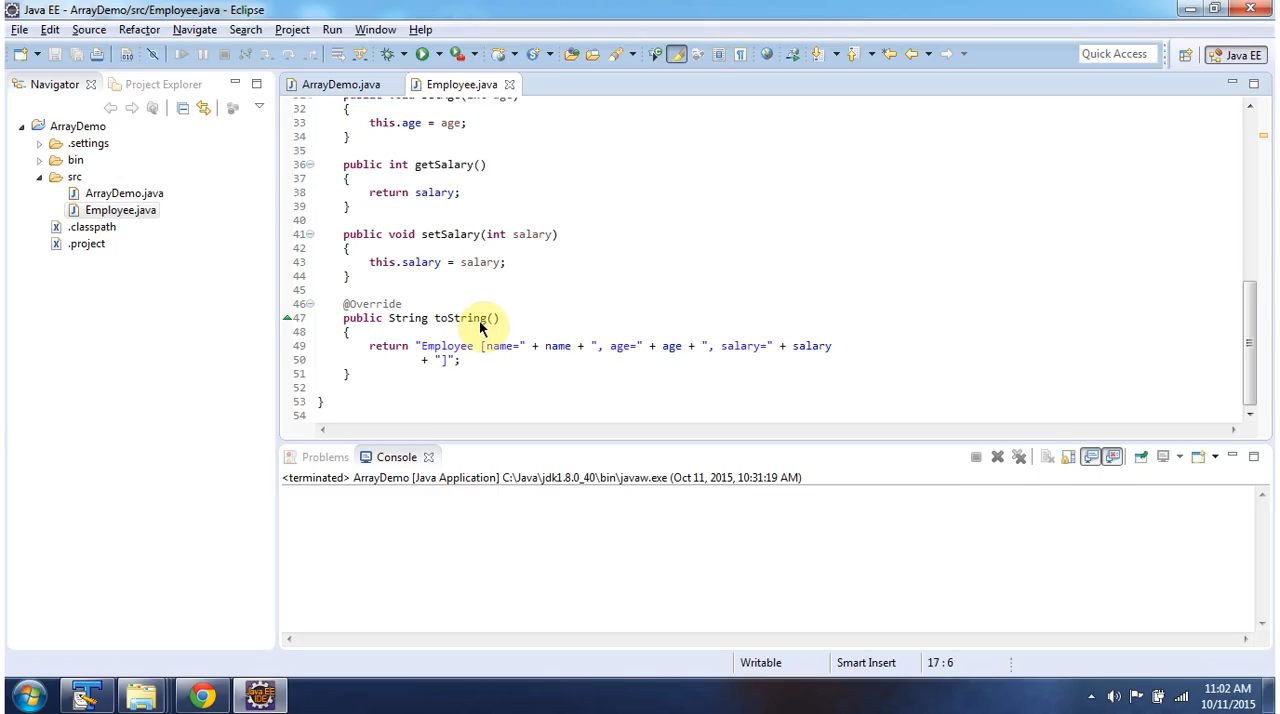 Java EE - ArrayDemo/src/Employee.java - Eclipse
File Edit Source Refactor Navigate Search Project Run Window Help
Quick Access
Java EE
Navigator
Project Explorer
ArrayDemo.java
Employee.java
ArrayDemo
.settings
bin
src
ArrayDemo.java
Employee.java
.classpath
.project
32 {
33 this.age = age;
34 }
35
36 public int getSalary()
37 {
38 return salary;
39 }
40
41 public void setSalary(int salary)
42 {
43 this.salary = salary;
44 }
45
46 @Override
47 public String toString()
48 {
49 return "Employee [name=" + name + ", age=" + age + ", salary=" + salary
50 + "]";
51 }
52
53 }
54
Problems
Console
<terminated> ArrayDemo [Java Application] C:\Java\jdk1.8.0_40\bin\javaw.exe (Oct 11, 2015, 10:31:19 AM)
Writable
Smart Insert
17 : 6
Java EE
IDE
11:02 AM
10/11/2015